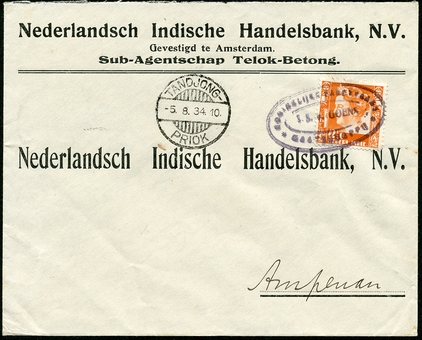 Nederlandsch Indische Handelsbank, N.V.
Gevestigd te Amsterdam.
Sub-Agentschap Telok-Betong.
TANDJONG-
-5.8.34.10.
PRIOK
Nederlandsch Indische Handelsbank, N.V.
Ampenan